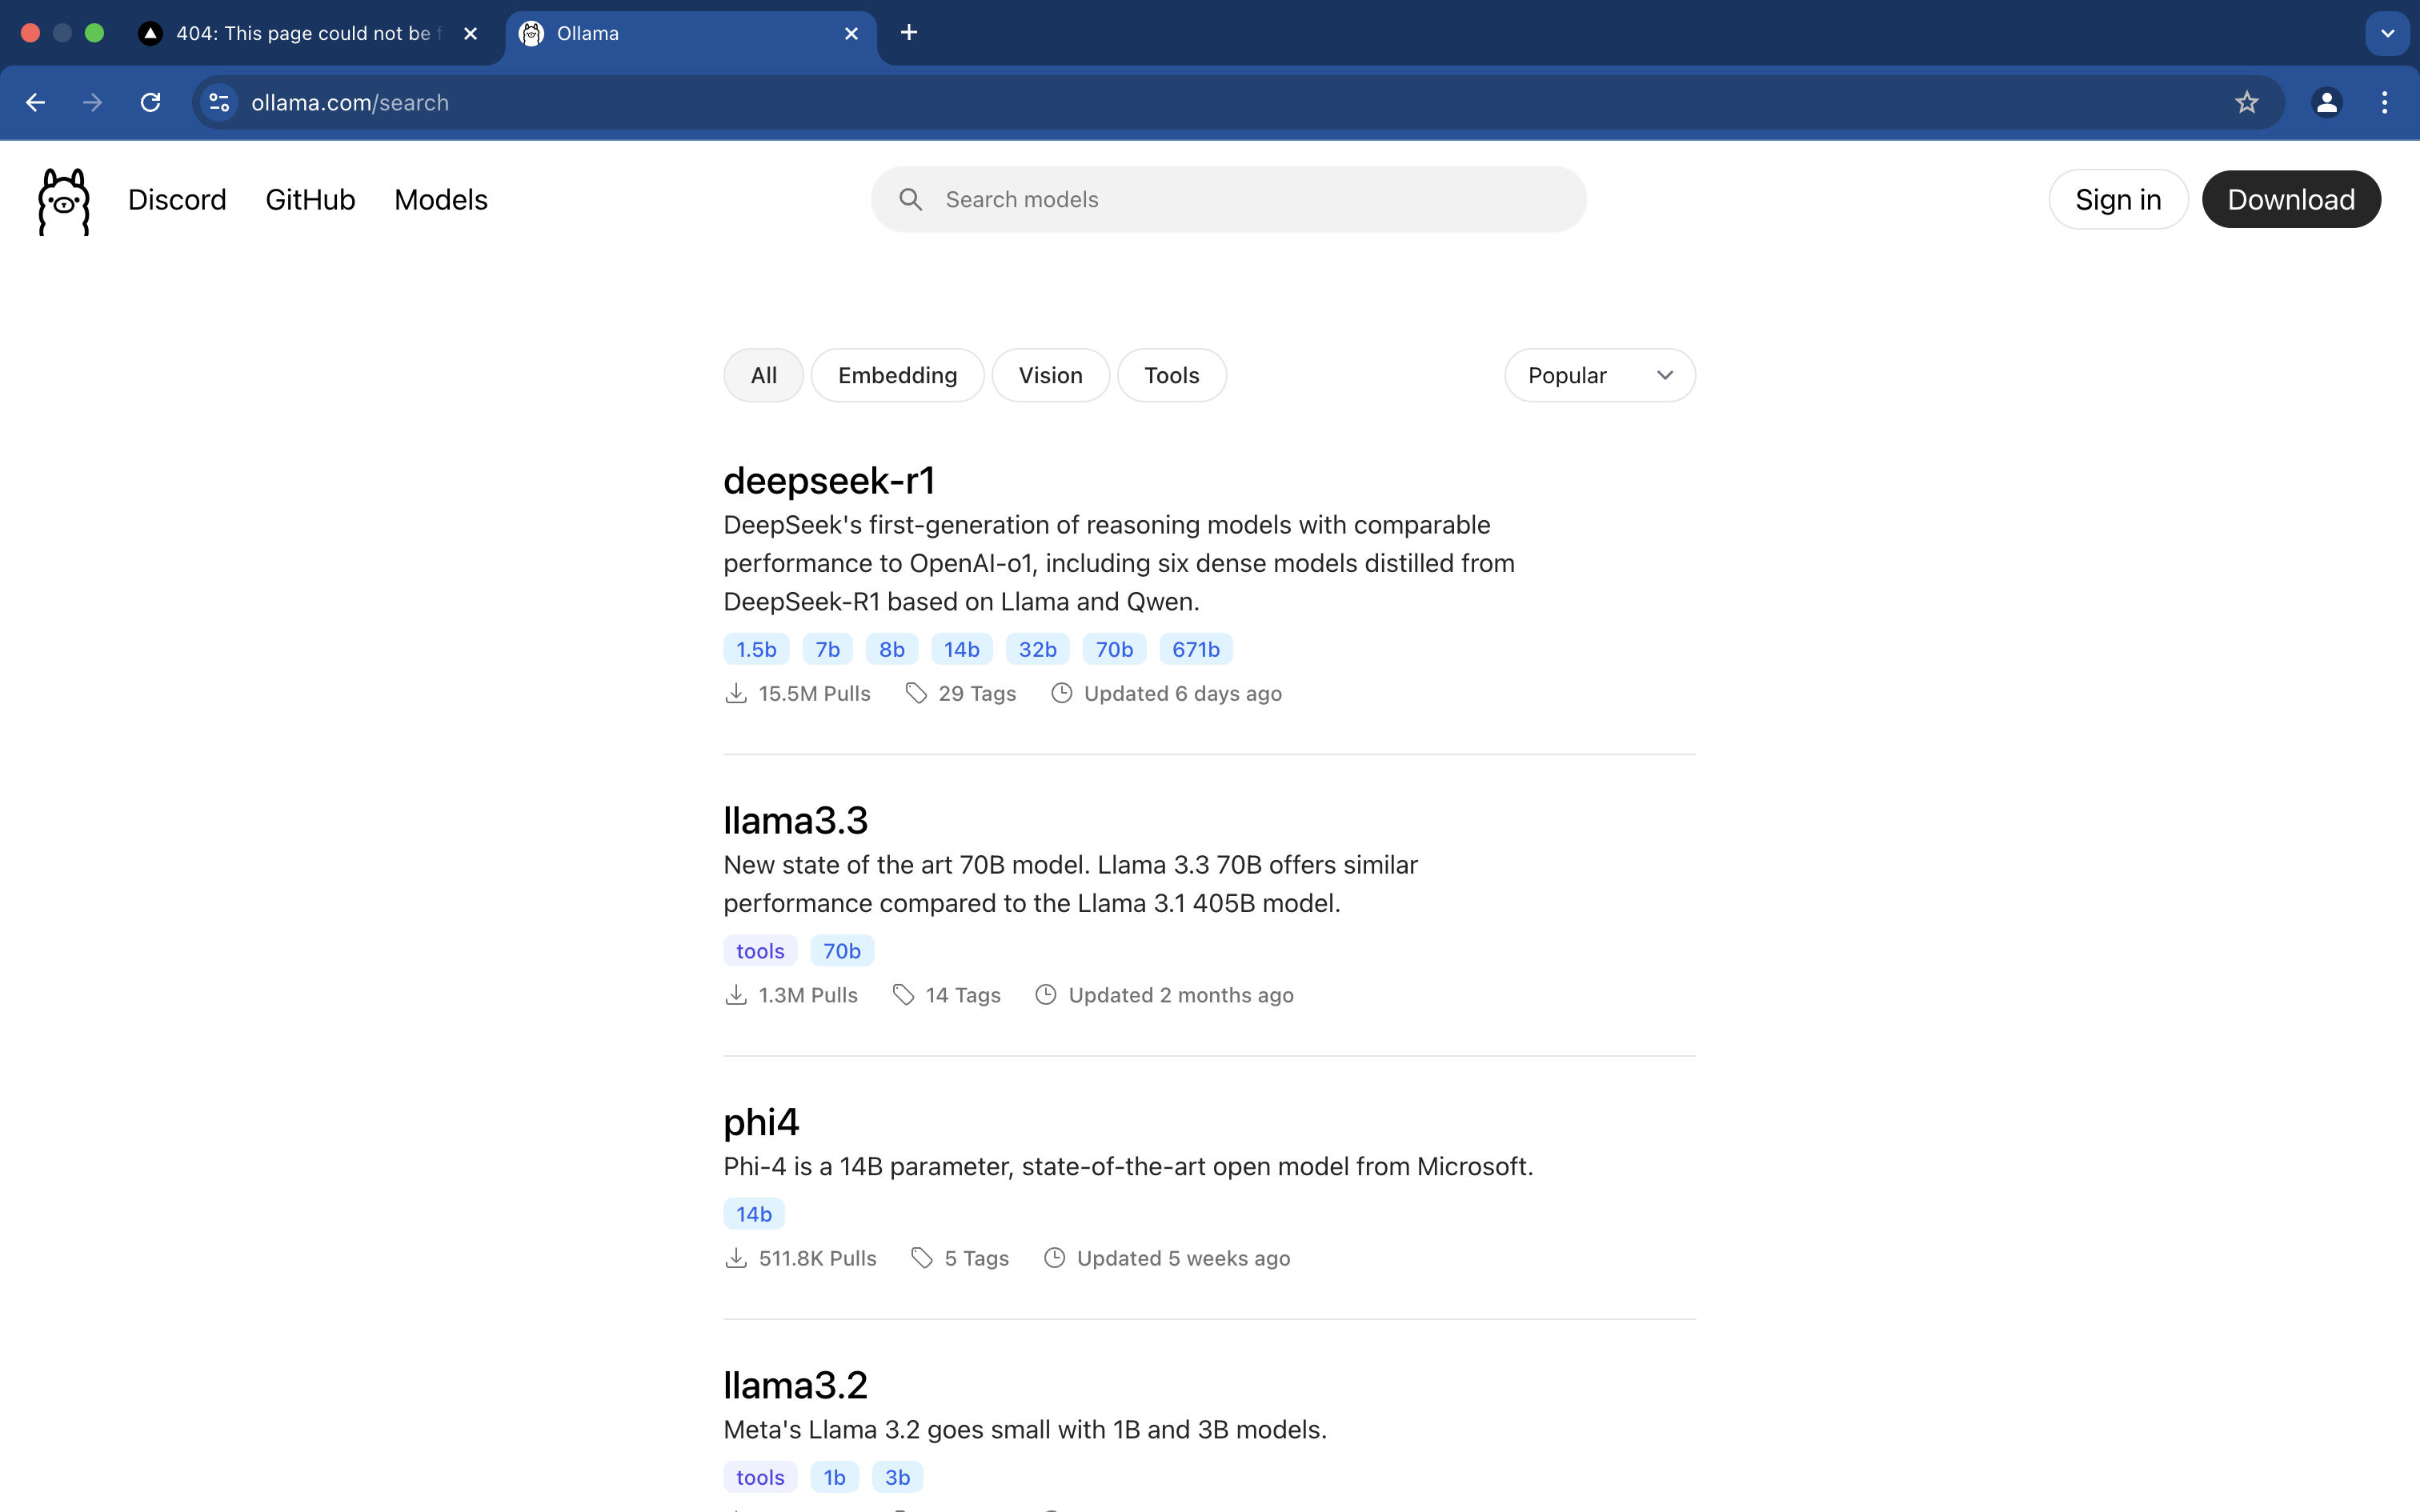 404: This page could not be f
Ollama
ollama.com/search
Discord GitHub Models
Search models
Sign in Download
All Embedding Vision Tools
Popular
deepseek-r1
DeepSeek's first-generation of reasoning models with comparable
performance to OpenAI-o1, including six dense models distilled from
DeepSeek-R1 based on Llama and Qwen.
1.5b 7b 8b 14b 32b 70b 671b
15.5M Pulls 29 Tags Updated 6 days ago
llama3.3
New state of the art 70B model. Llama 3.3 70B offers similar
performance compared to the Llama 3.1 405B model.
tools 70b
1.3M Pulls 14 Tags Updated 2 months ago
phi4
Phi-4 is a 14B parameter, state-of-the-art open model from Microsoft.
14b
511.8K Pulls 5 Tags Updated 5 weeks ago
llama3.2
Meta's Llama 3.2 goes small with 1B and 3B models.
tools 1b 3b